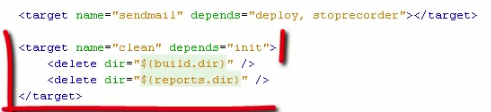 <target name="sendmail" depends="deploy, stoprecorder"></target>
<target name="clean" depends="init">
<delete dir="$(build.dir)" />
<delete dir="$(reports.dir)" />
</target>